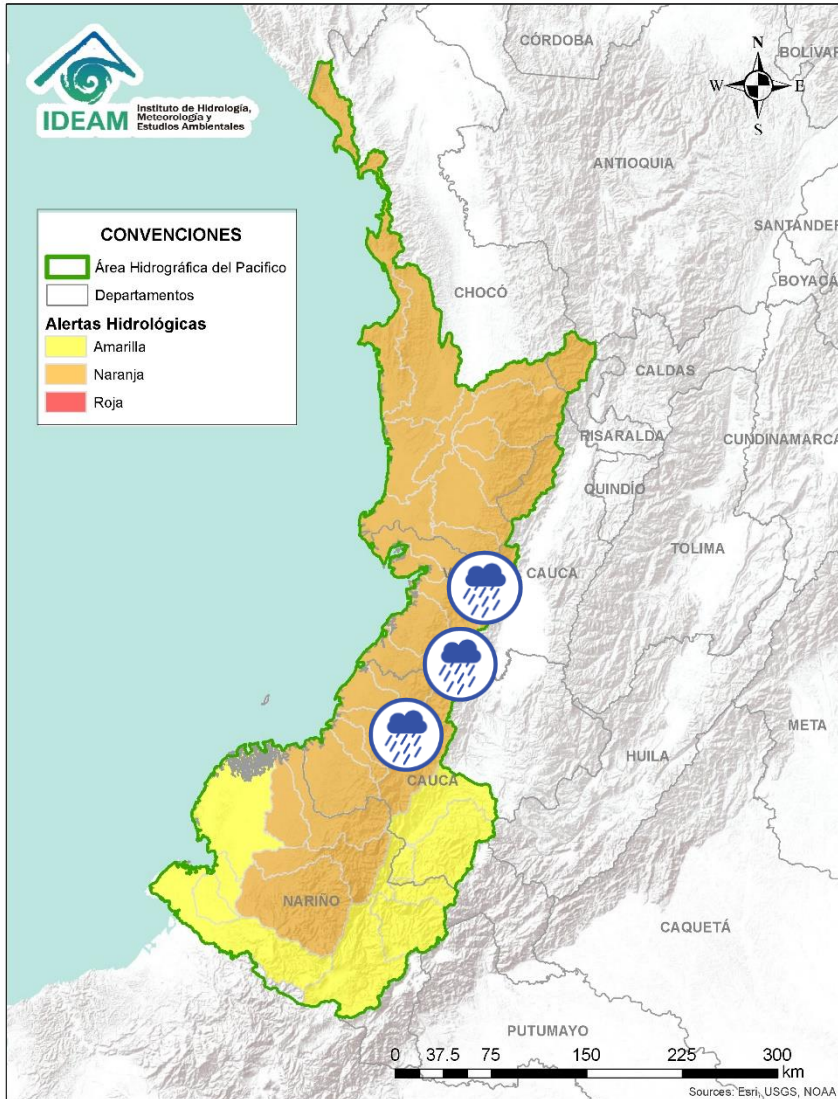 IDEAM
Instituto de Hidrología,
Meteorología y
Estudios Ambientales
N
W
E
S
CONVENCIONES
Área Hidrográfica del Pacifico
Departamentos
Alertas Hidrológicas
Amarilla
Naranja
Roja
CÓRDOBA
BOLÍVAR
ANTIOQUIA
SANTANDER
BOYACÁ
CHOCÓ
CALDAS
RISARALDA
CUNDINAMARCA
QUINDÍO
TOLIMA
CAUCA
META
HUILA
CAUCA
NARIÑO
CAQUETÁ
PUTUMAYO
0 37.5 75 150 225 300
km
Sources: Esri, USGS, NOAA